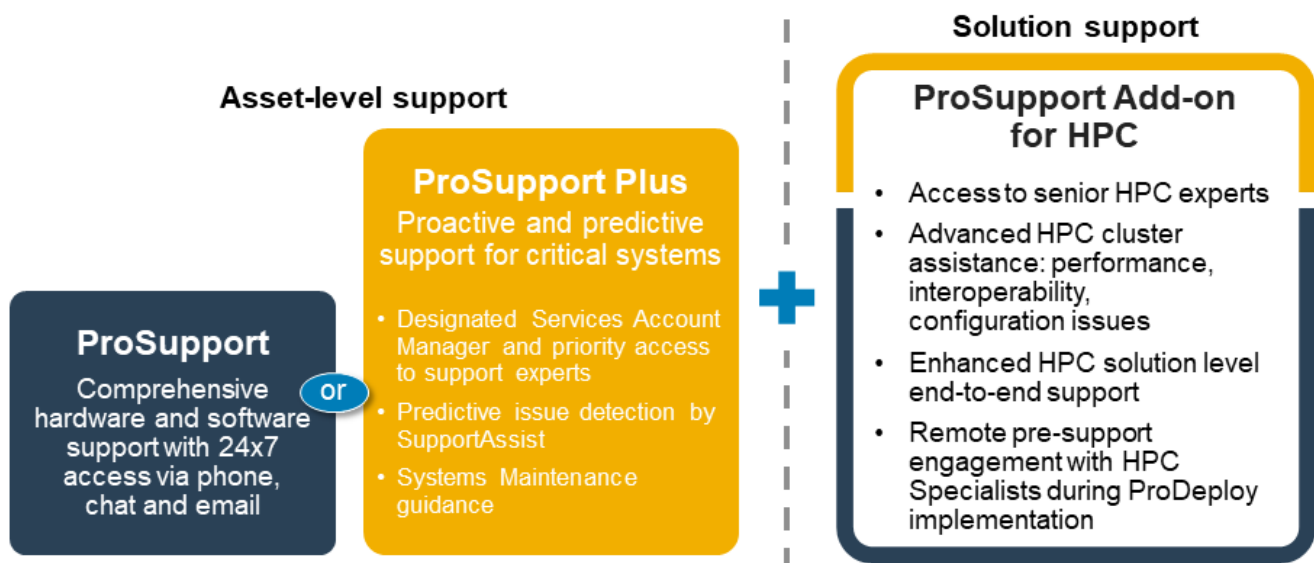 Asset-level support
ProSupport
Comprehensive
hardware and software
support with 24x7
access via phone,
chat and email
or
ProSupport Plus
Proactive and predictive
support for critical systems
• Designated Services Account
Manager and priority access
to support experts
• Predictive issue detection by
SupportAssist
• Systems Maintenance
guidance
Solution support
ProSupport Add-on
for HPC
• Access to senior HPC experts
• Advanced HPC cluster
assistance: performance,
interoperability,
configuration issues
• Enhanced HPC solution level
end-to-end support
• Remote pre-support
engagement with HPC
Specialists during ProDeploy
implementation